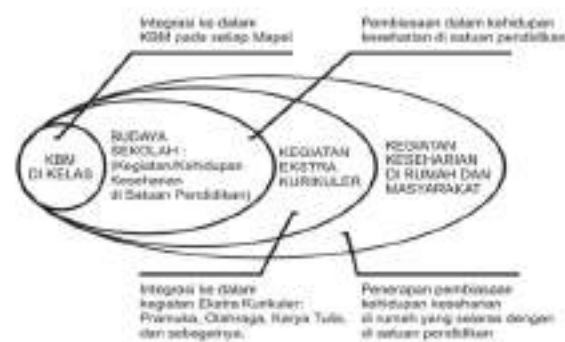 Integrasi ke dalam
KBM pada setiap Mapel
Pembiasaan dalam kehidupan
keseharian di satuan pendidikan
KBM
DI KELAS
BUDAYA
SEKOLAH :
(Kegiatan/Kehidupan
Keseharian
di Satuan Pendidikan)
KEGIATAN
EKSTRA
KURIKULER
KEGIATAN
KESEHARIAN
DI RUMAH DAN
MASYARAKAT
Integrasi ke dalam
kegiatan Ekstra Kurikuler:
Pramuka, Olahraga, Karya Tulis,
dan sebagainya.
Penerapan pembiasaan
kehidupan keseharian
di rumah yang selaras dengan
di satuan pendidikan